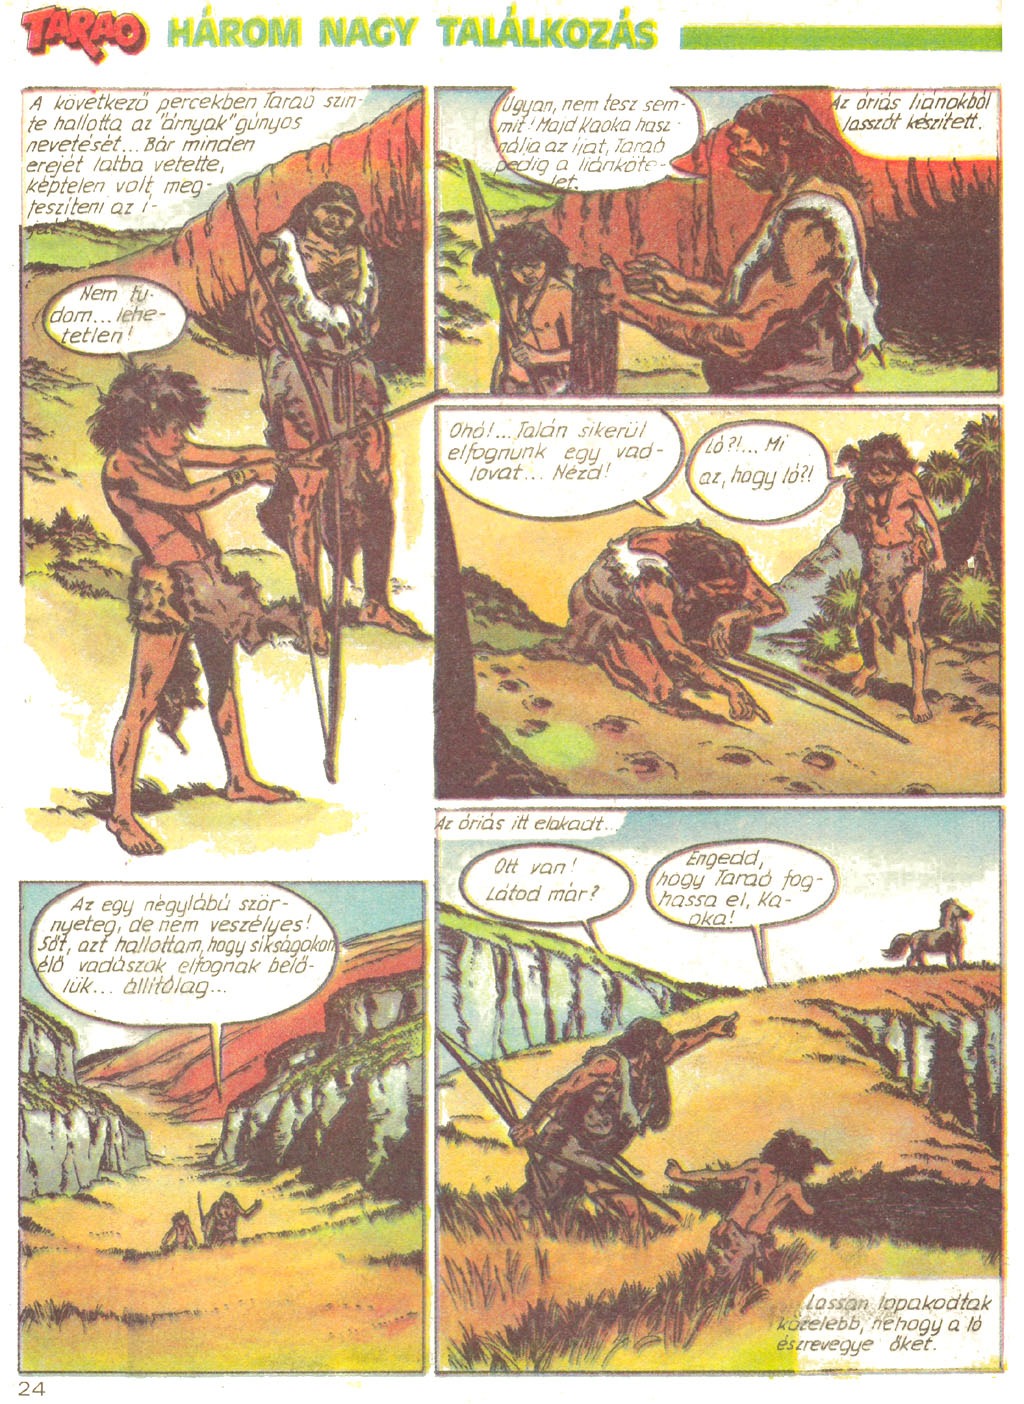 TARAO
HÁROM NAGY TALÁLKOZÁS
A következő percekben Taraó szin-
te hallotta az "árnyak" gúnyos
nevetését... Bár minden
erejét latba vetette,
képtelen volt meg-
feszíteni az í-
Nem tu-
dom... lehe-
tetlen!
Ugyan, nem tesz sem-
mit! Majd Kaoka hasz-
nálja az íjat, Taraó
pedig a liánköte-
let.
Az óriás liánokból
lasszót készített.
Ohó!... Talán sikerül
elfognunk egy vad-
lovat... Nézd!
Ló?!... Mi
az, hogy ló?!
Az egy négylábú ször-
nyeteg, de nem veszélyes!
Sőt, azt hallottam, hogy síkságokon
élő vadászok elfognak belő-
lük... állítólag...
Az óriás itt elakadt...
Ott van!
Látod már?
Engedd,
hogy Taraó fog-
hassa el, Ka-
oka!
Lassan lopakodtak
közelebb, nehogy a ló
észrevegye őket.
24